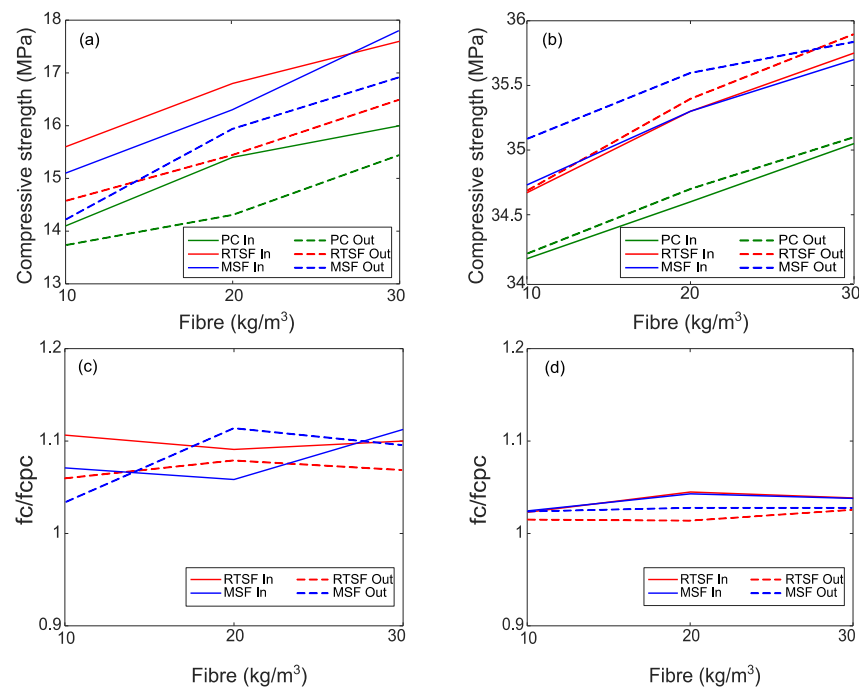 (a)
Compressive strength (MPa)
18
17
16
15
14
13
PC In
RTSF In
MSF In
PC Out
RTSF Out
MSF Out
10
20
30
Fibre (kg/m³)
(b)
Compressive strength (MPa)
36
35.5
35
34.5
34
PC In
RTSF In
MSF In
PC Out
RTSF Out
MSF Out
10
20
30
Fibre (kg/m³)
(c)
fc/fcpc
1.2
1.1
1
0.9
RTSF In
MSF In
RTSF Out
MSF Out
10
20
30
Fibre (kg/m³)
(d)
fc/fcpc
1.2
1.1
1
0.9
RTSF In
MSF In
RTSF Out
MSF Out
10
20
30
Fibre (kg/m³)